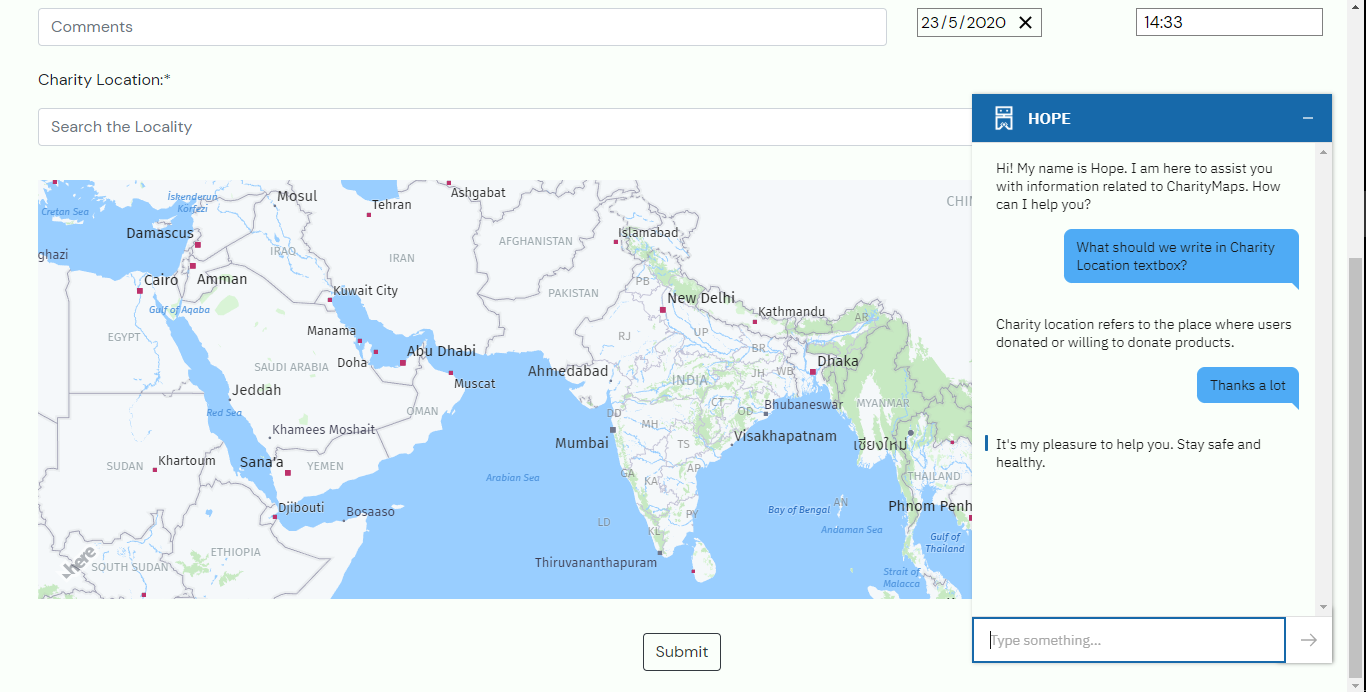 Comments
23/5/2020
14:33
Charity Location:*
Search the Locality
HOPE
Hi! My name is Hope. I am here to assist you
with information related to CharityMaps. How
can I help you?
What should we write in Charity
Location textbox?
Charity location refers to the place where users
donated or willing to donate products.
Thanks a lot
It's my pleasure to help you. Stay safe and
healthy.
Type something...
İskenderun
Körfezi
Mosul
Ashgabat
Tehran
Cretan Sea
Damascus
Islamabad
AFGHANISTAN
IRAQ
IRAN
ghazi
Cairo
Amman
PB
Kuwait City
PAKISTAN
New Delhi
Gulf of Aqaba
Kathmandu
AR
Manama
EGYPT
RJ
UP
BR
Abu Dhabi
Doha
SAUDI ARABIA
Dhaka
Ahmedabad
JH
WB
INDIA
Muscat
Jeddah
CT
OD
Bhubaneswar
MYANMAR
Red Sea
OMAN
DD
MH
Khamees Moshait
Mumbai
TS
Visakhapatnam
เชียงใหม่
Khartoum
Sana'a
SUDAN
YEMEN
AP
GA
KA
Arabian Sea
THAILAND
AN
Djibouti
Bosaaso
Bay of Bengal
Phnom Penh
LD
PY
KL
Andaman Sea
Gulf of
Thailand
ETHIOPIA
here
SOUTH SUDAN
Thiruvananthapuram
Strait of
Malacca
Submit